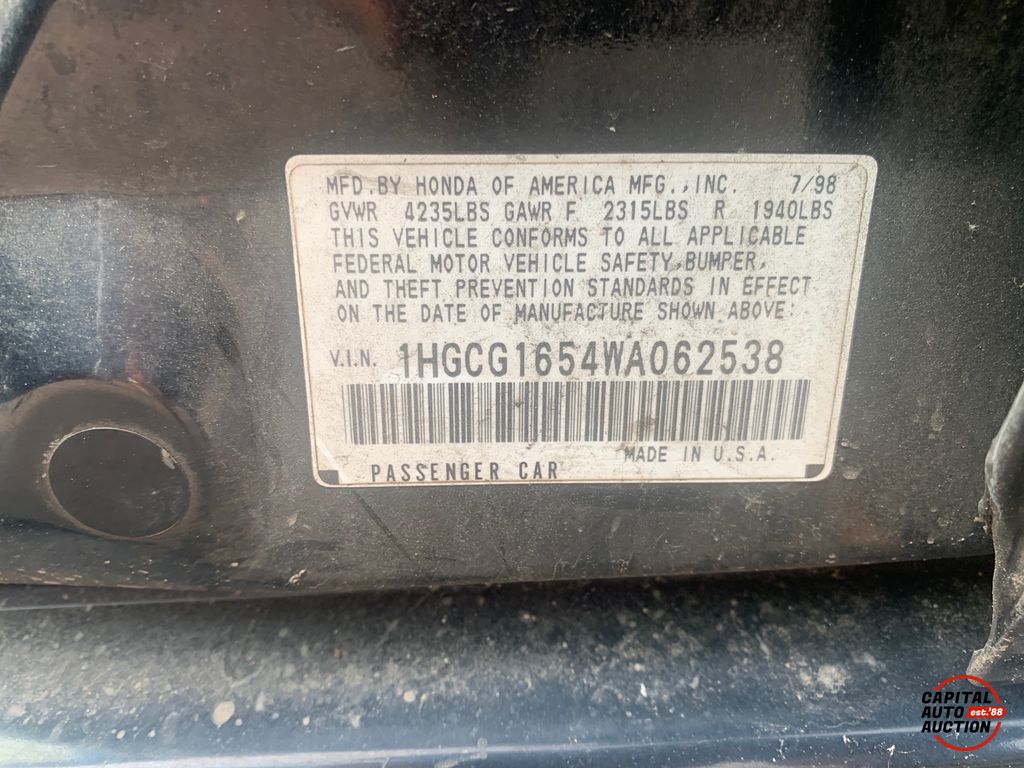 MFD.BY HONDA OF AMERICA MFG.,INC. 7/98
GVWR 4235LBS GAWR F 2315LBS R 1940LBS
THIS VEHICLE CONFORMS TO ALL APPLICABLE
FEDERAL MOTOR VEHICLE SAFETY,BUMPER,
AND THEFT PREVENTION STANDARDS IN EFFECT
ON THE DATE OF MANUFACTURE SHOWN ABOVE:
V.I.N. 1HGCG1654WA062538
MADE IN U.S.A.
PASSENGER CAR
CAPITAL
AUTO est.'88
AUCTION